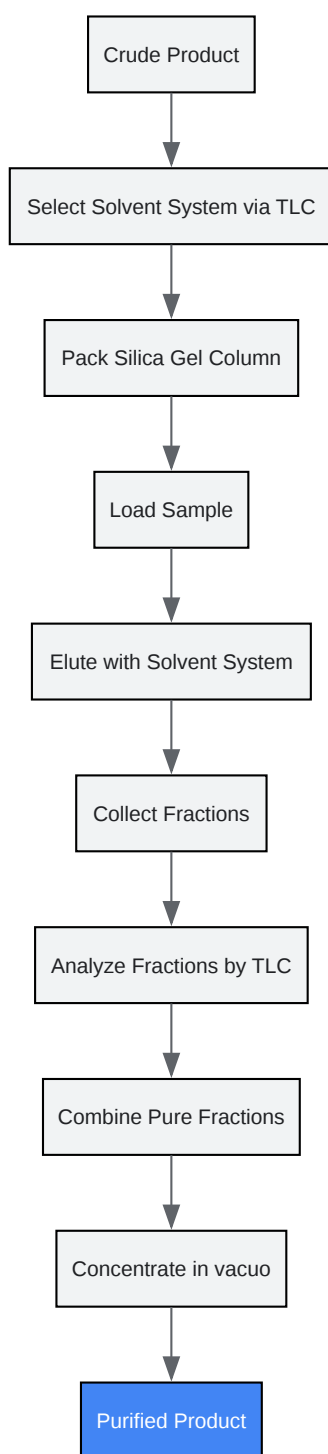 Crude Product
Select Solvent System via TLC
Pack Silica Gel Column
Load Sample
Elute with Solvent System
Collect Fractions
Analyze Fractions by TLC
Combine Pure Fractions
Concentrate in vacuo
Purified Product